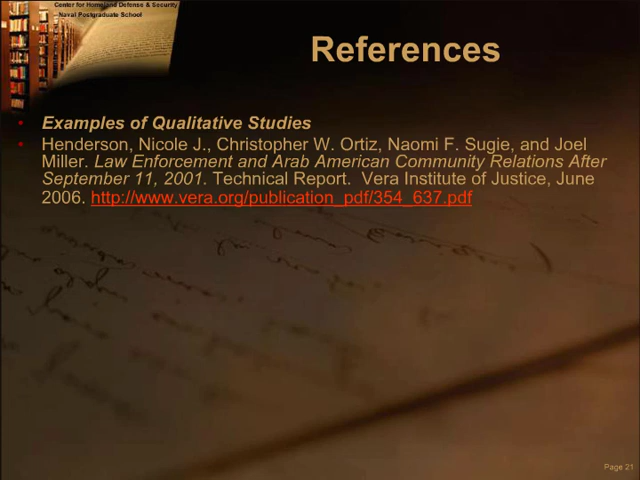 Center for Homeland Defense & Security
Naval Postgraduate School
References
• Examples of Qualitative Studies
• Henderson, Nicole J., Christopher W. Ortiz, Naomi F. Sugie, and Joel
Miller. Law Enforcement and Arab American Community Relations After
September 11, 2001. Technical Report. Vera Institute of Justice, June
2006. http://www.vera.org/publication_pdf/354_637.pdf
Page 21